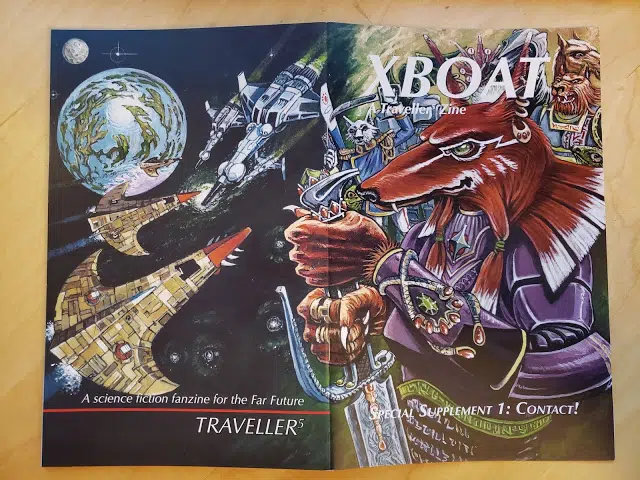 XBOAT
A Traveller 'Zine
A science fiction fanzine for the Far Future
TRAVELLER⁵
Special Supplement 1: Contact!